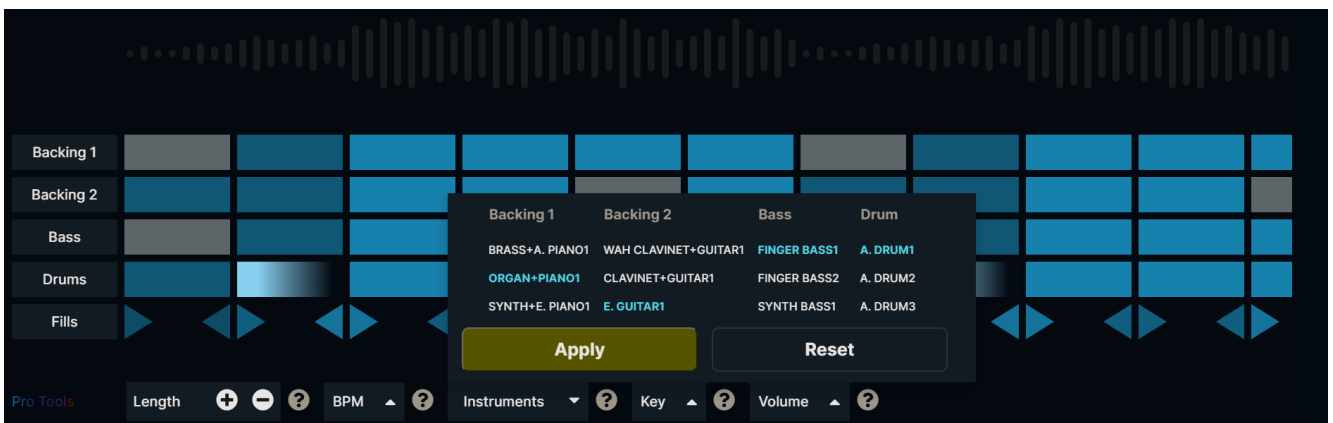 Backing 1
Backing 2
Bass
Drums
Fills
Backing 1 Backing 2 Bass Drum
BRASS+A. PIANO1 WAH CLAVINET+GUITAR1 FINGER BASS1 A. DRUM1
ORGAN+PIANO1 CLAVINET+GUITAR1 FINGER BASS2 A. DRUM2
SYNTH+E. PIANO1 E. GUITAR1 SYNTH BASS1 A. DRUM3
Apply Reset
Pro Tools Length + - ? BPM ? Instruments ? Key ? Volume ?